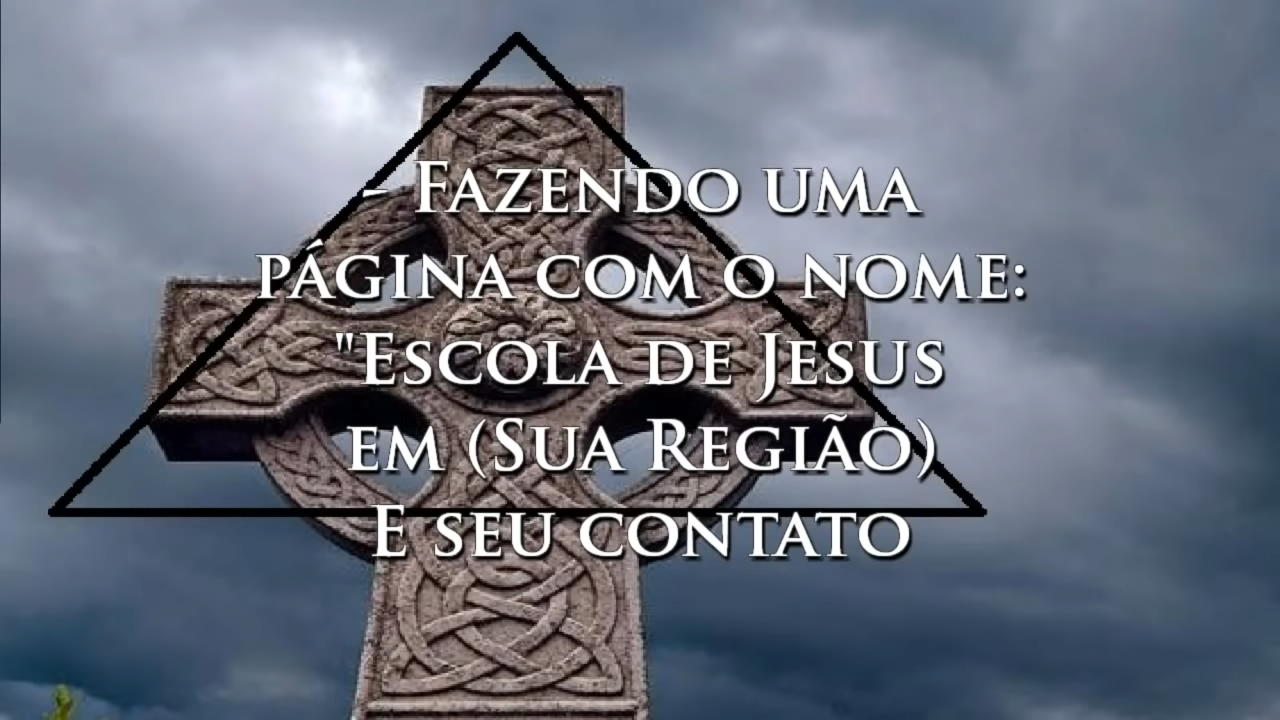 - Fazendo uma
página com o nome:
"Escola de Jesus
em (Sua Região)
E seu contato